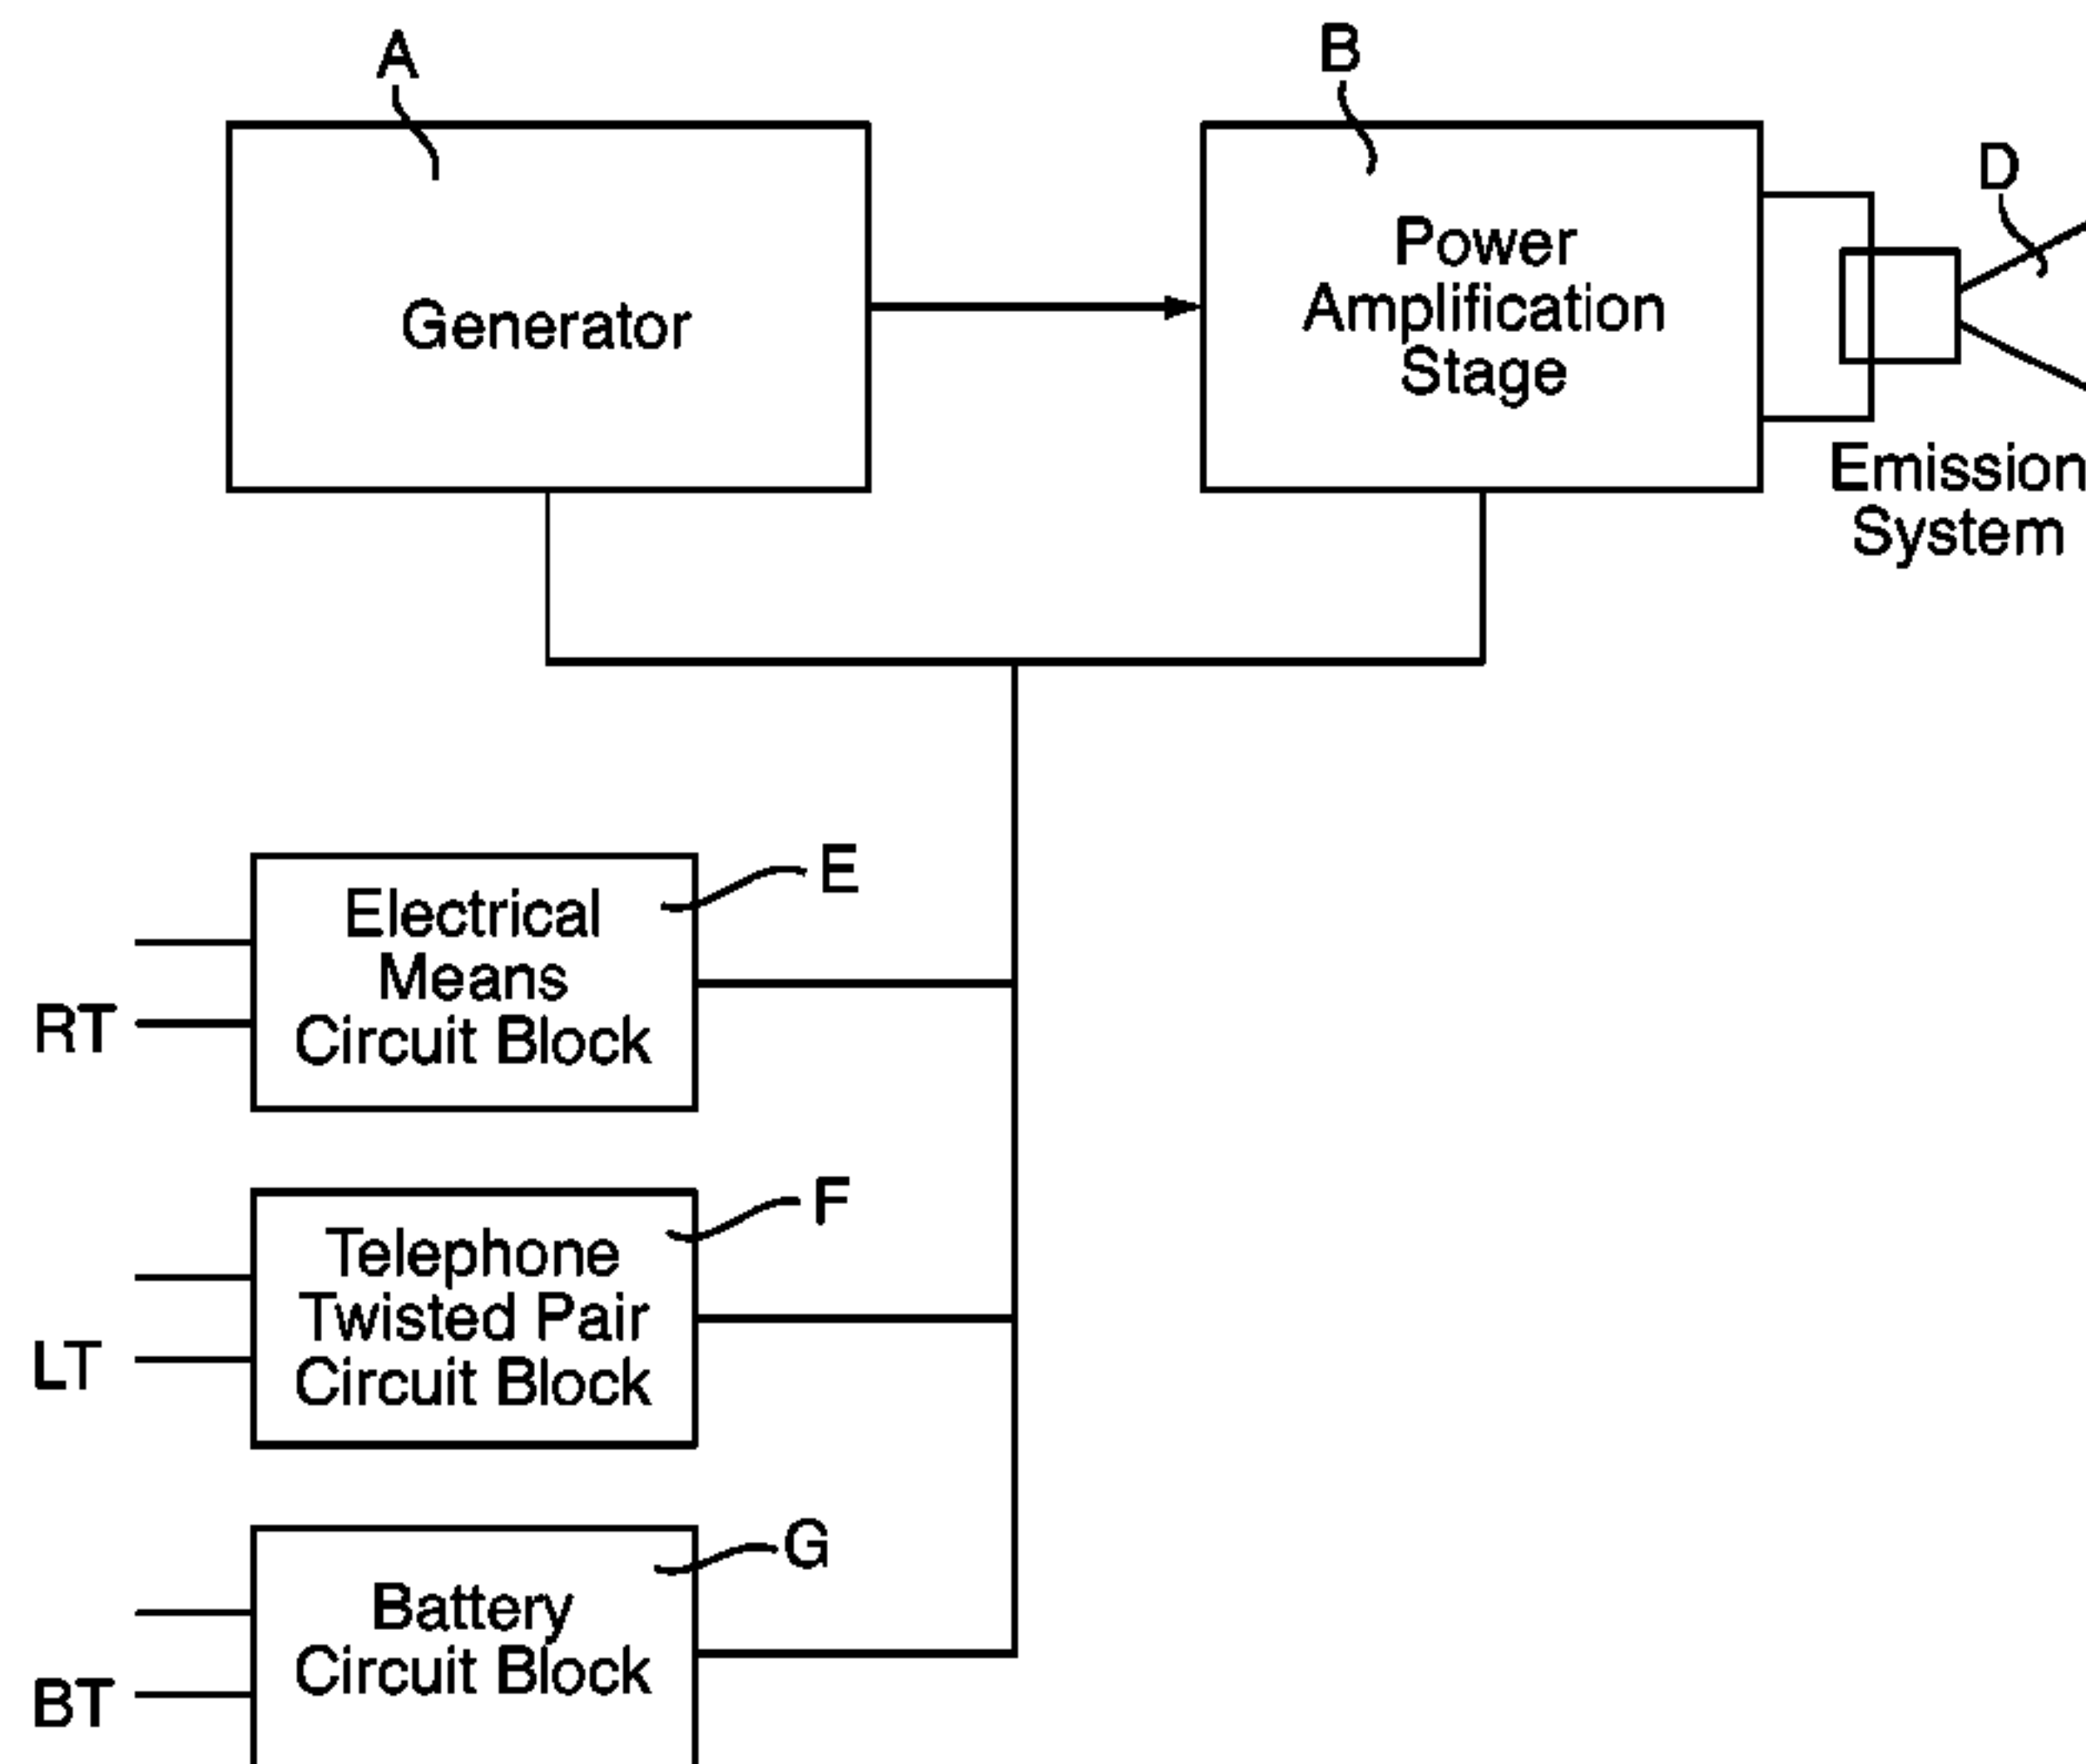 A
B
D
Generator
Power
Amplification
Stage
Emission
System
E
Electrical
Means
Circuit Block
RT
F
Telephone
Twisted Pair
Circuit Block
LT
G
Battery
Circuit Block
BT